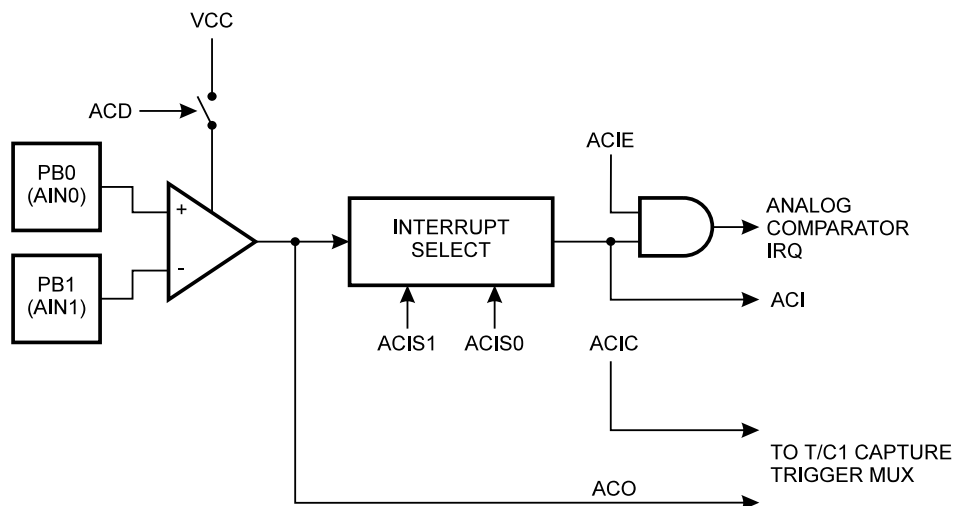 VCC
ACD
ACIE
PB0
(AIN0)
+
INTERRUPT
SELECT
ANALOG
COMPARATOR
IRQ
PB1
(AIN1)
-
ACI
ACIS1
ACIS0
ACIC
TO T/C1 CAPTURE
TRIGGER MUX
ACO